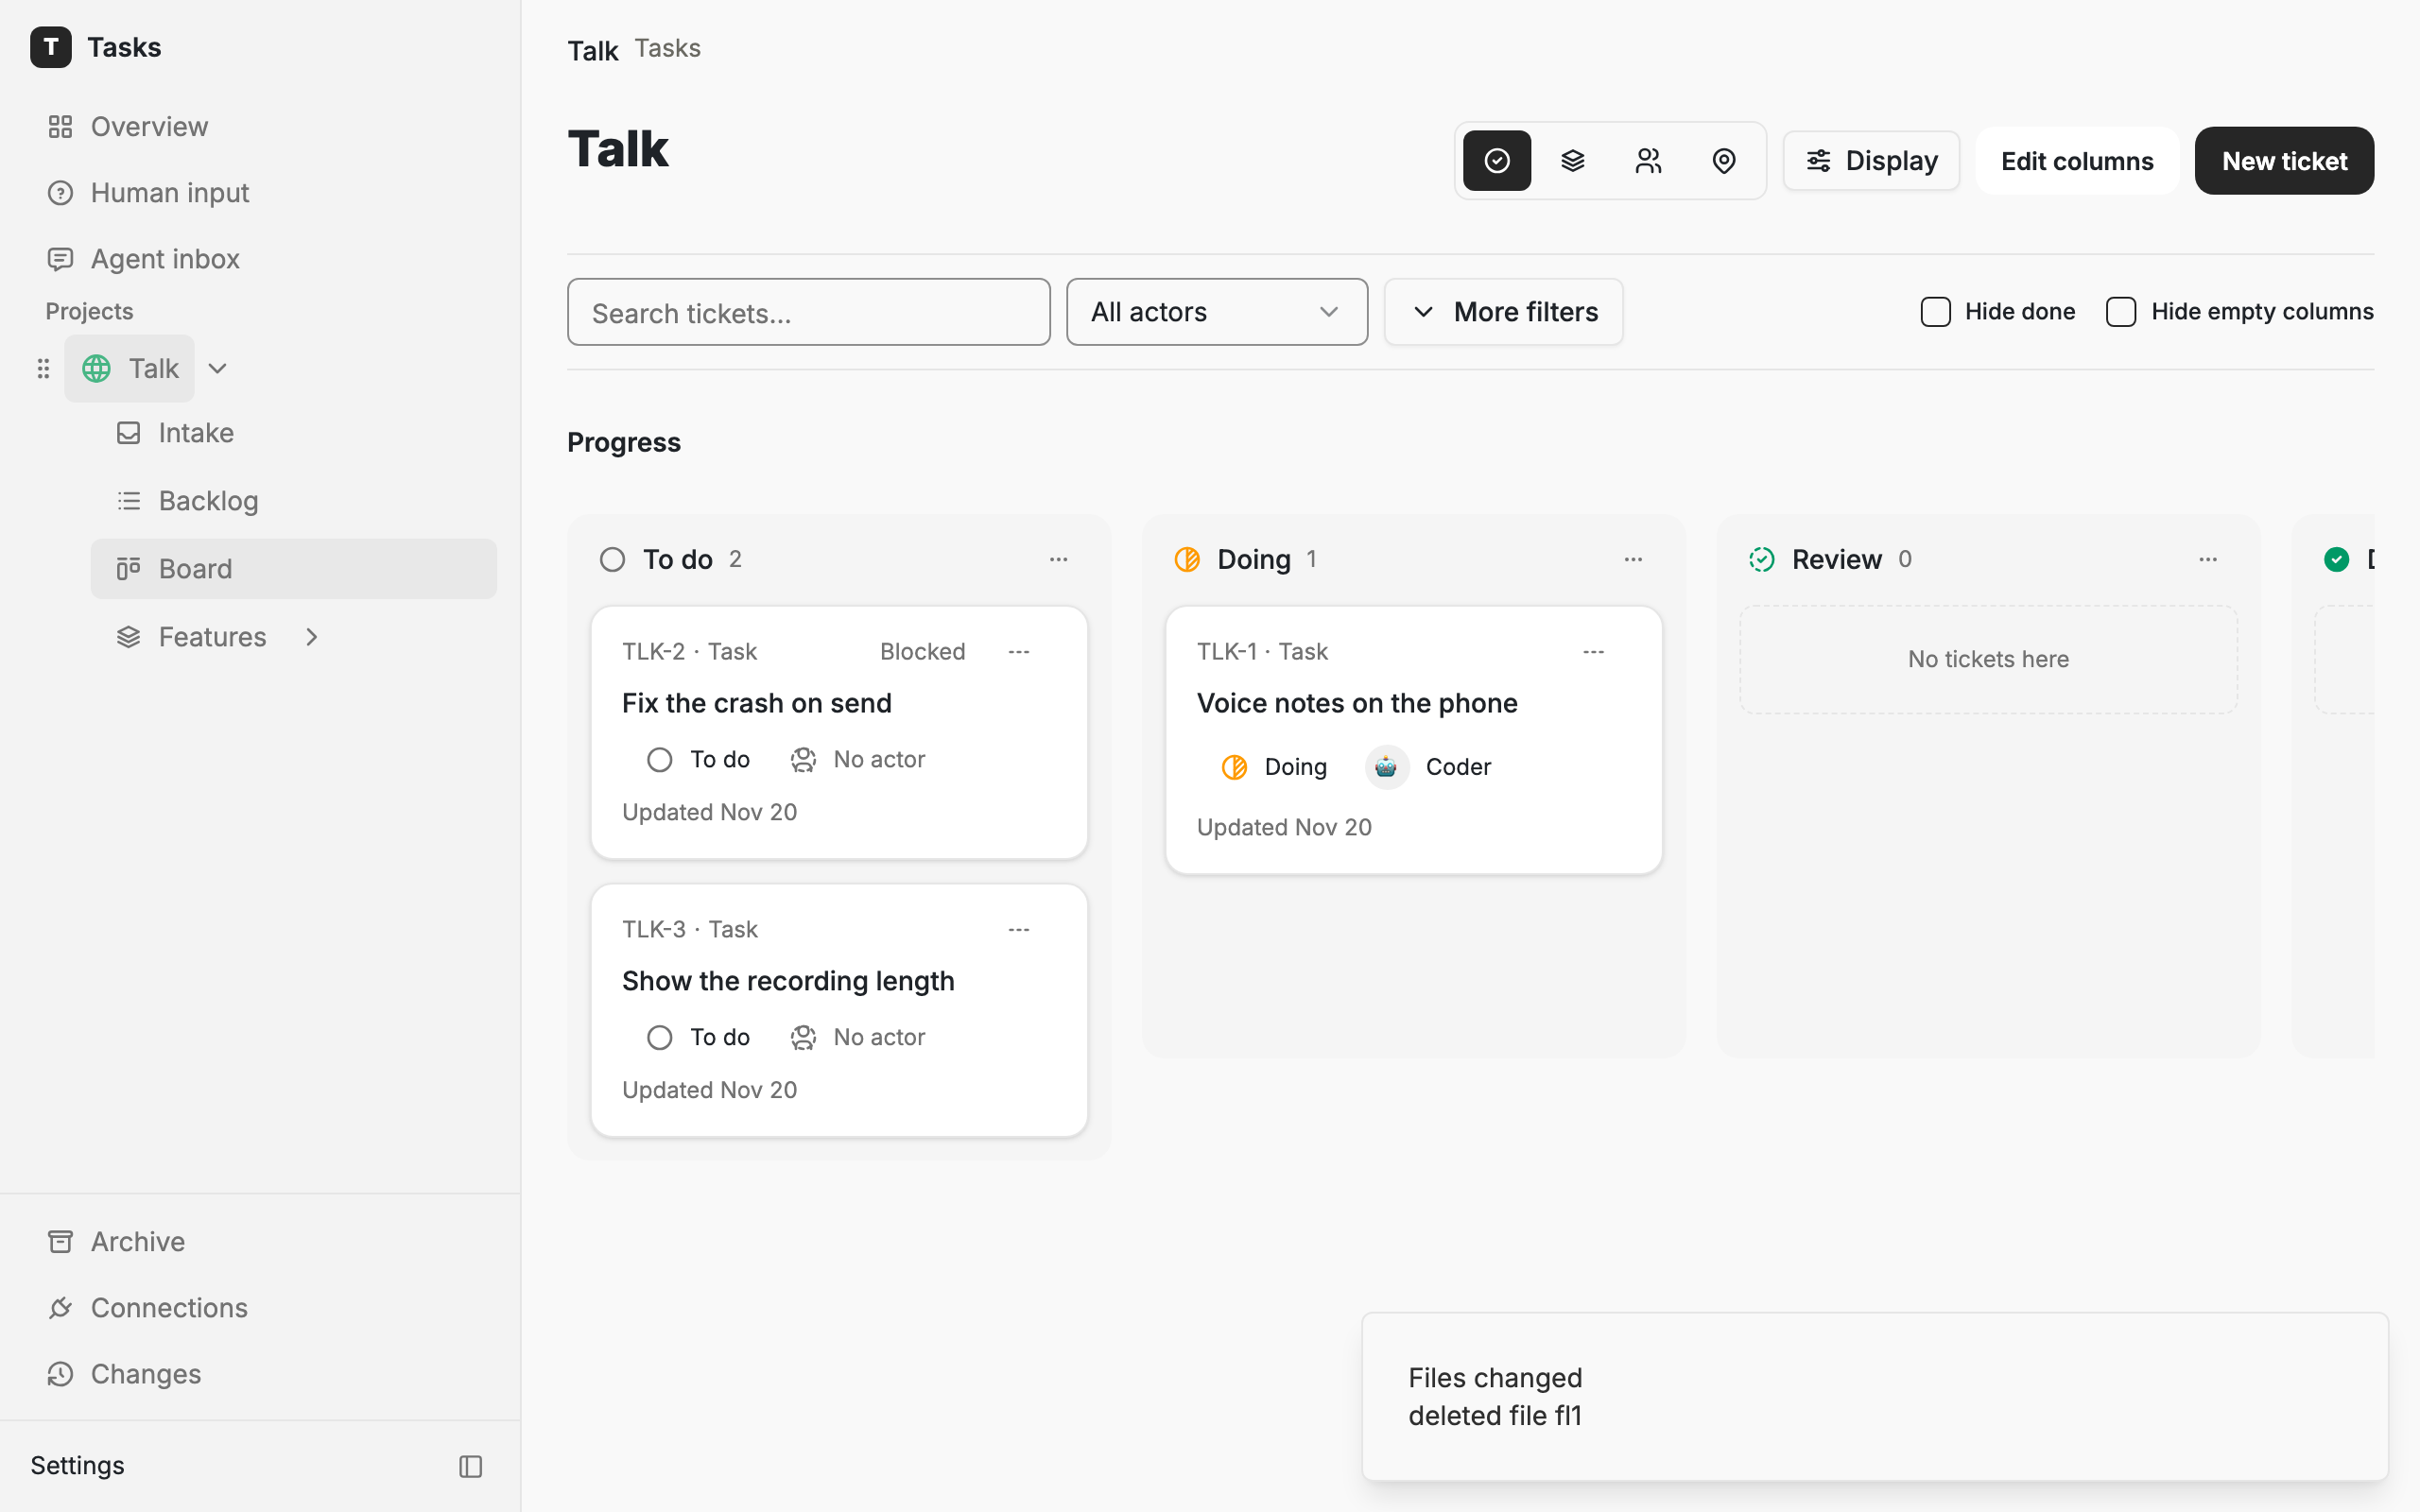 T Tasks
Overview
Human input
Agent inbox
Projects
Talk
Intake
Backlog
Board
Features
Archive
Connections
Changes
Settings
Talk Tasks
Talk
Display
Edit columns
New ticket
Search tickets...
All actors
More filters
Hide done
Hide empty columns
Progress
To do 2
TLK-2 · Task Blocked
Fix the crash on send
To do No actor
Updated Nov 20
TLK-3 · Task
Show the recording length
To do No actor
Updated Nov 20
Doing 1
TLK-1 · Task
Voice notes on the phone
Doing Coder
Updated Nov 20
Review 0
No tickets here
Files changed
deleted file fl1